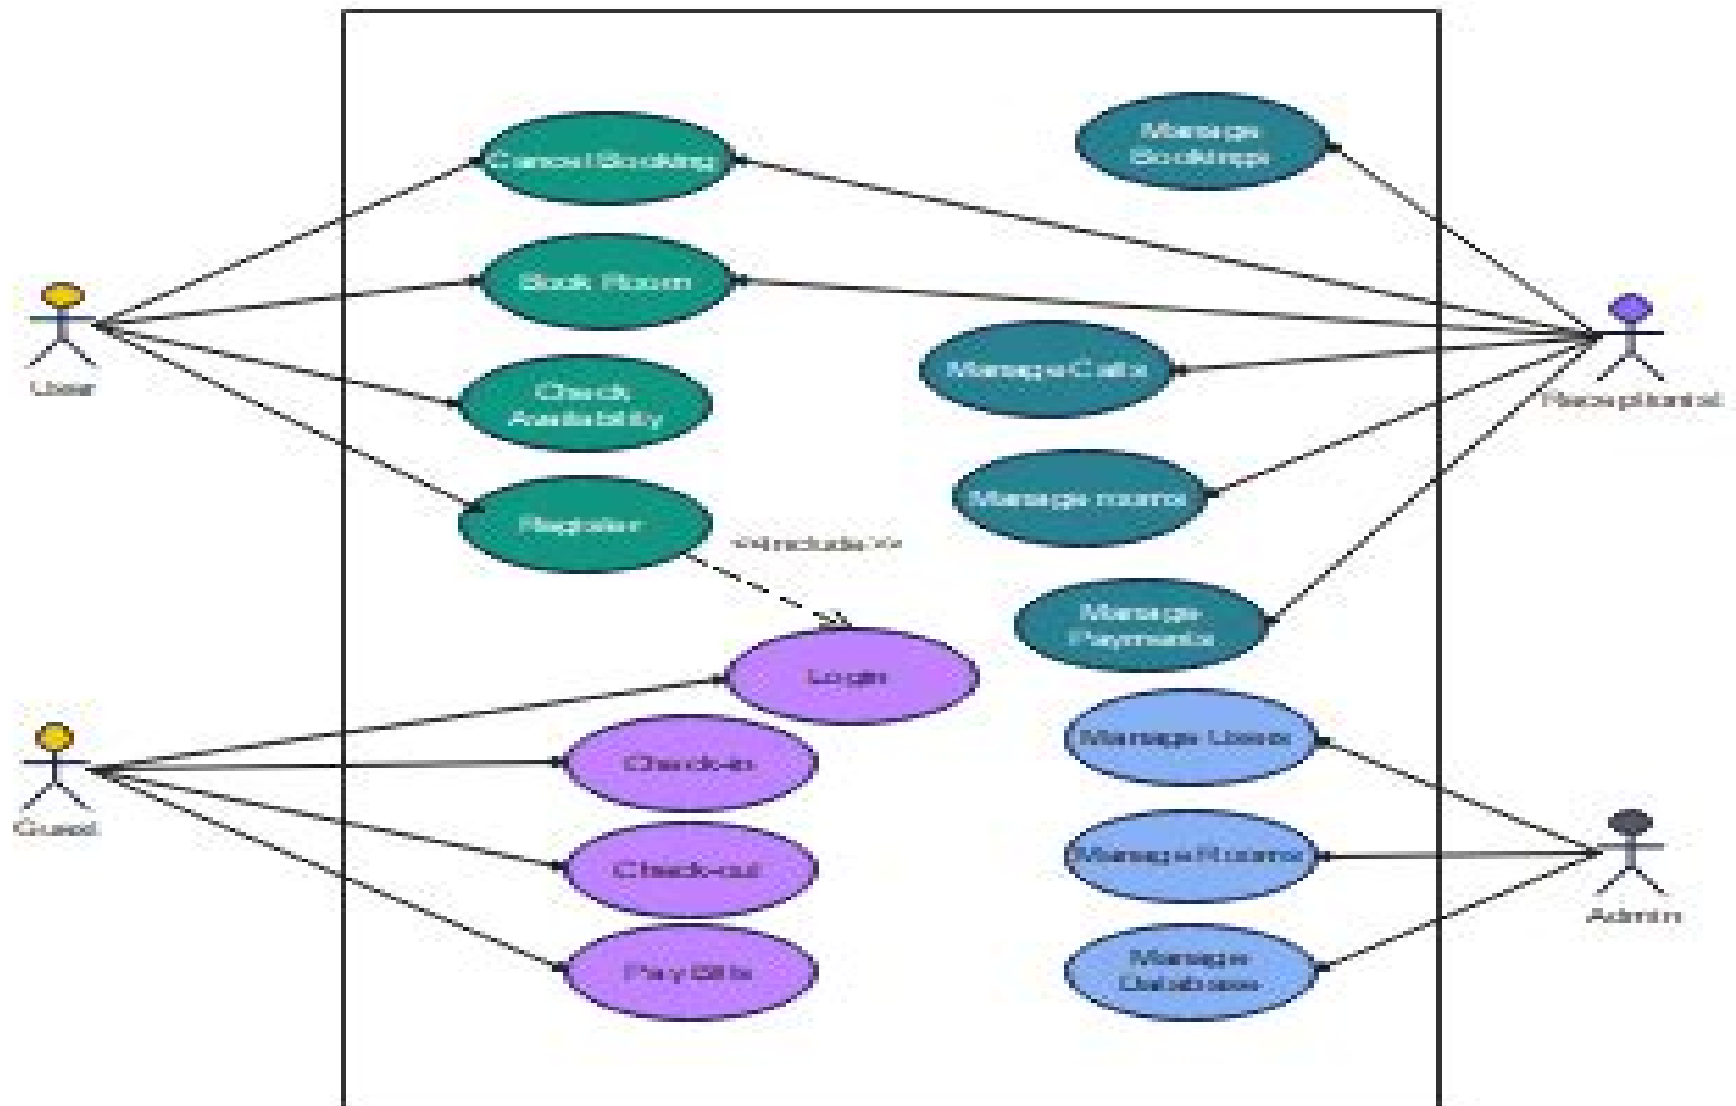 Cancel Booking
Manage
Bookings
Book Room
Manage Calls
User
Check
Availability
Receptionist
Manage rooms
Register
<<Include>>
Manage
Payments
Login
Manage Users
Check-in
Guest
Manage Rooms
Check-out
Admin
Pay Bills
Manage
Database